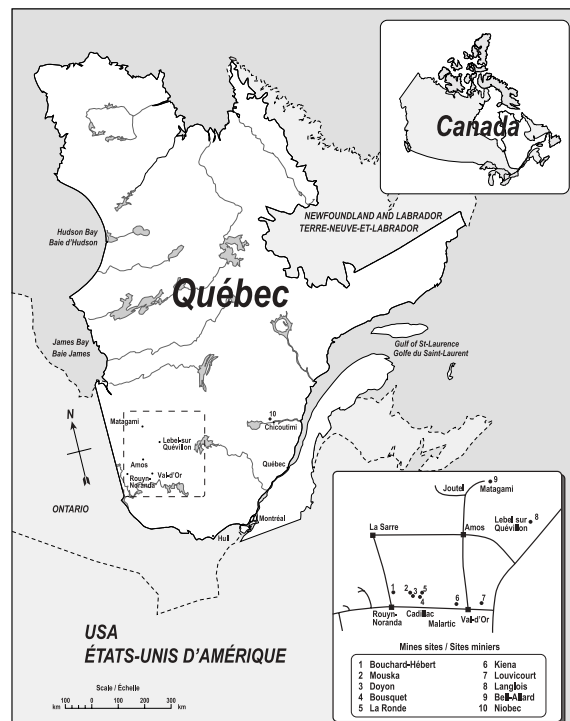 Canada
NEWFOUNDLAND AND LABRADOR
TERRE-NEUVE-ET-LABRADOR
Hudson Bay
Baie d'Hudson
Québec
James Bay
Baie James
Gulf of St-Laurence
Golfe du Saint-Laurent
N
Matagami
Lebel-sur
Quévillon
Amos
Val-d'Or
Rouyn-
Noranda
10
Chicoutimi
Québec
Montréal
Hull
ONTARIO
USA
ÉTATS-UNIS D'AMÉRIQUE
Scale / Échelle
100 0 100 200 300
km km
9
Joutel
Matagami
Lebel sur
Quévillon
8
La Sarre
Amos
1
2
3
5
4
6
7
Rouyn-
Noranda
Cadillac
Malartic
Val-d'Or
Mines sites / Sites miniers
1 Bouchard-Hébert
2 Mouska
3 Doyon
4 Bousquet
5 La Ronde
6 Kiena
7 Louvicourt
8 Langlois
9 Bell-Allard
10 Niobec